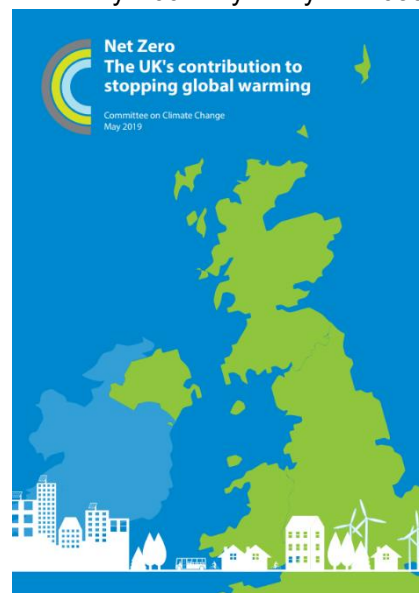 Net Zero
The UK's contribution to
stopping global warming
Committee on Climate Change
May 2019